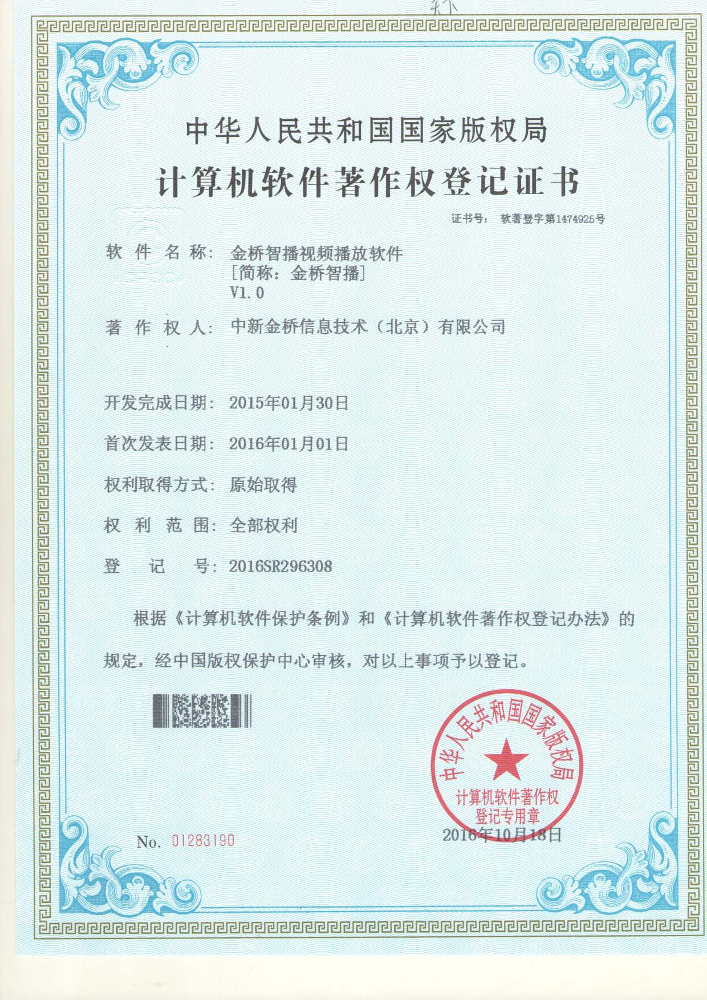 中华人民共和国国家版权局
计算机软件著作权登记证书
证书号： 软著登字第1474925号
软件名称： 金桥智播视频播放软件
[简称：金桥智播]
V1.0
著作权人： 中新金桥信息技术（北京）有限公司
开发完成日期： 2015年01月30日
首次发表日期： 2016年01月01日
权利取得方式： 原始取得
权利范围： 全部权利
登记号： 2016SR296308
根据《计算机软件保护条例》和《计算机软件著作权登记办法》的
规定，经中国版权保护中心审核，对以上事项予以登记。
中华人民共和国国家版权局
计算机软件著作权
登记专用章
2016年10月18日
No. 01283190